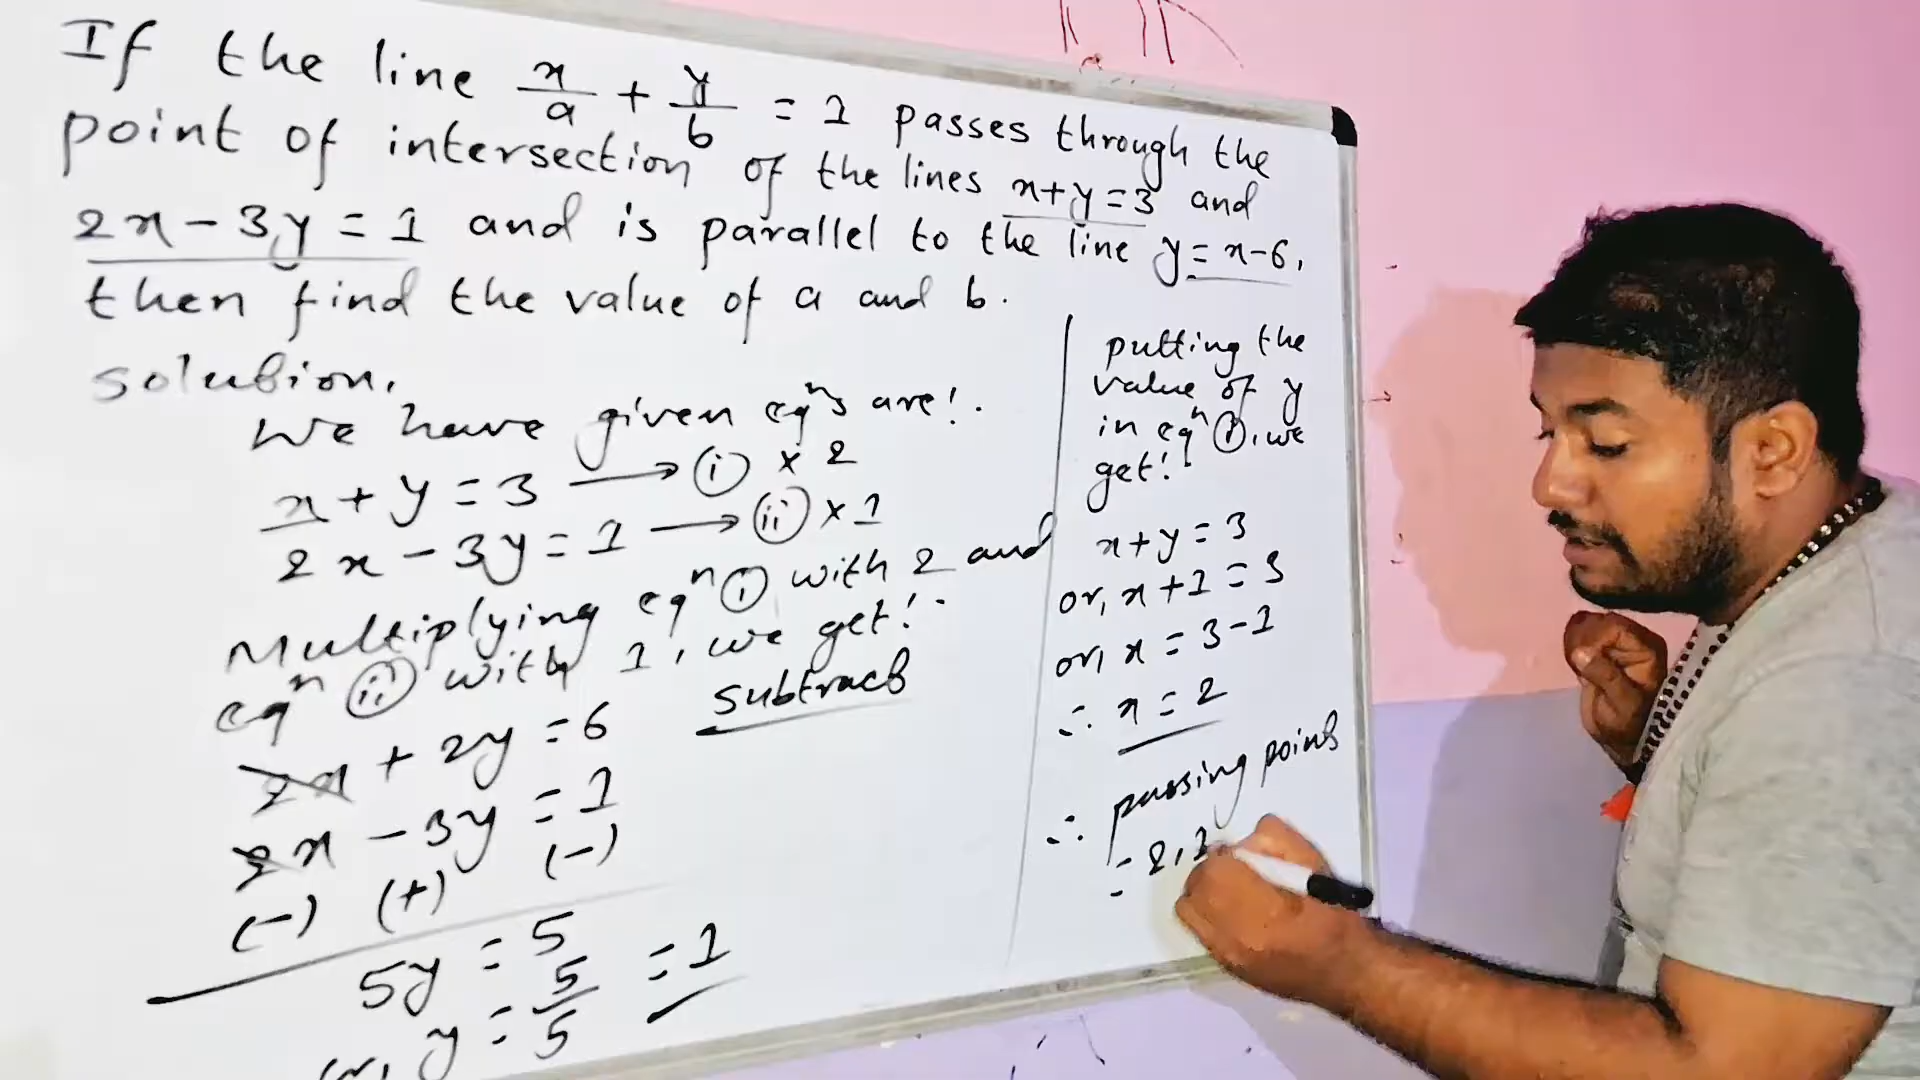 If the line x/a + y/b = 1 passes through the
point of intersection of the lines x+y=3 and
2x-3y=1 and is parallel to the line y=x-6,
then find the value of a and b.
solution,
We have given eqⁿs are!.
x+y=3 → (i) × 2
2x-3y=1 → (ii) × 1
Multiplying eqⁿ (i) with 2 and
eqⁿ (ii) with 1, we get!.
subtract
2x + 2y = 6
2x - 3y = 1
(-) (+) (-)
5y = 5
or, y = 5/5 = 1
putting the
value of y
in eqⁿ (i), we
get!.
x+y=3
or, x+1=3
or, x = 3-1
∴ x = 2
∴ passing point
= 2,1